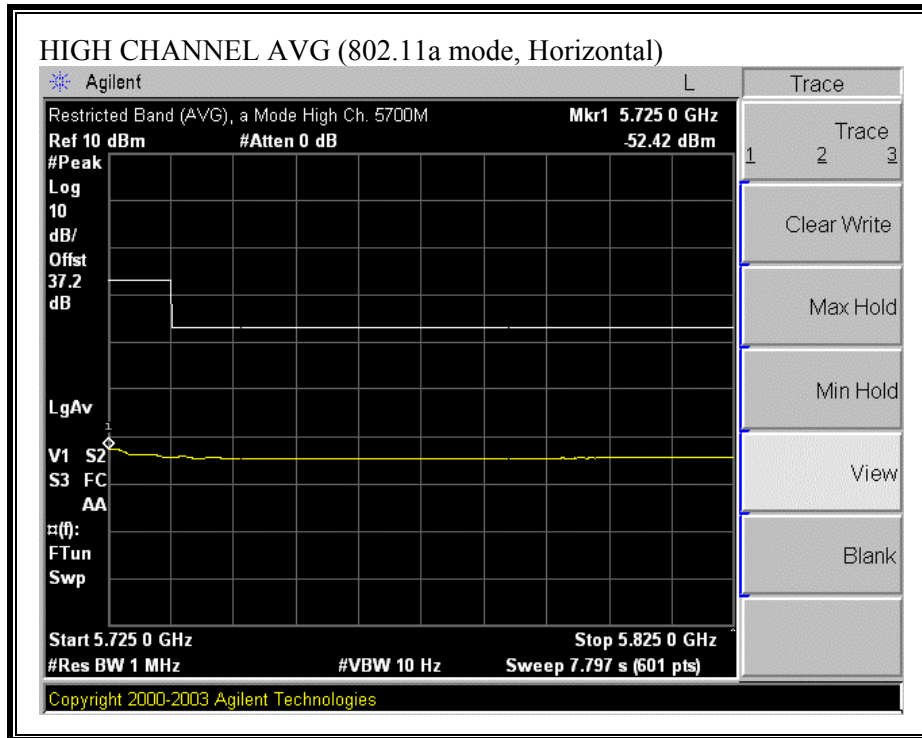 HIGH CHANNEL AVG (802.11a mode, Horizontal)
Agilent L Trace
Restricted Band (AVG), a Mode High Ch. 5700M Mkr1 5.725 0 GHz
Ref 10 dBm #Atten 0 dB -52.42 dBm
#Peak
Log
10
dB/
Offst
37.2
dB
LgAv
1
V1 S2
S3 FC
AA
¤(f):
FTun
Swp
Start 5.725 0 GHz Stop 5.825 0 GHz ^
#Res BW 1 MHz #VBW 10 Hz Sweep 7.797 s (601 pts)
Copyright 2000-2003 Agilent Technologies
Trace
1 2 3
Clear Write
Max Hold
Min Hold
View
Blank